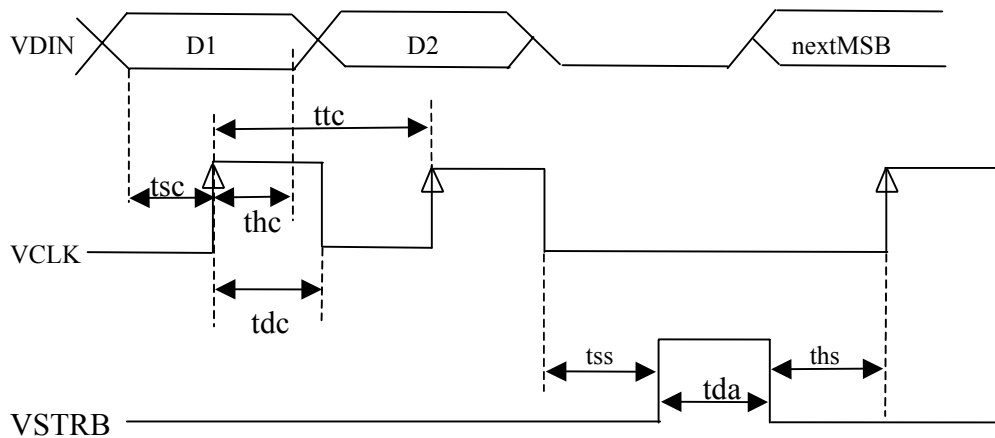 VDIN D1 D2 nextMSB
ttc
tsc
thc
VCLK
tdc
tss ths
tda
VSTRB